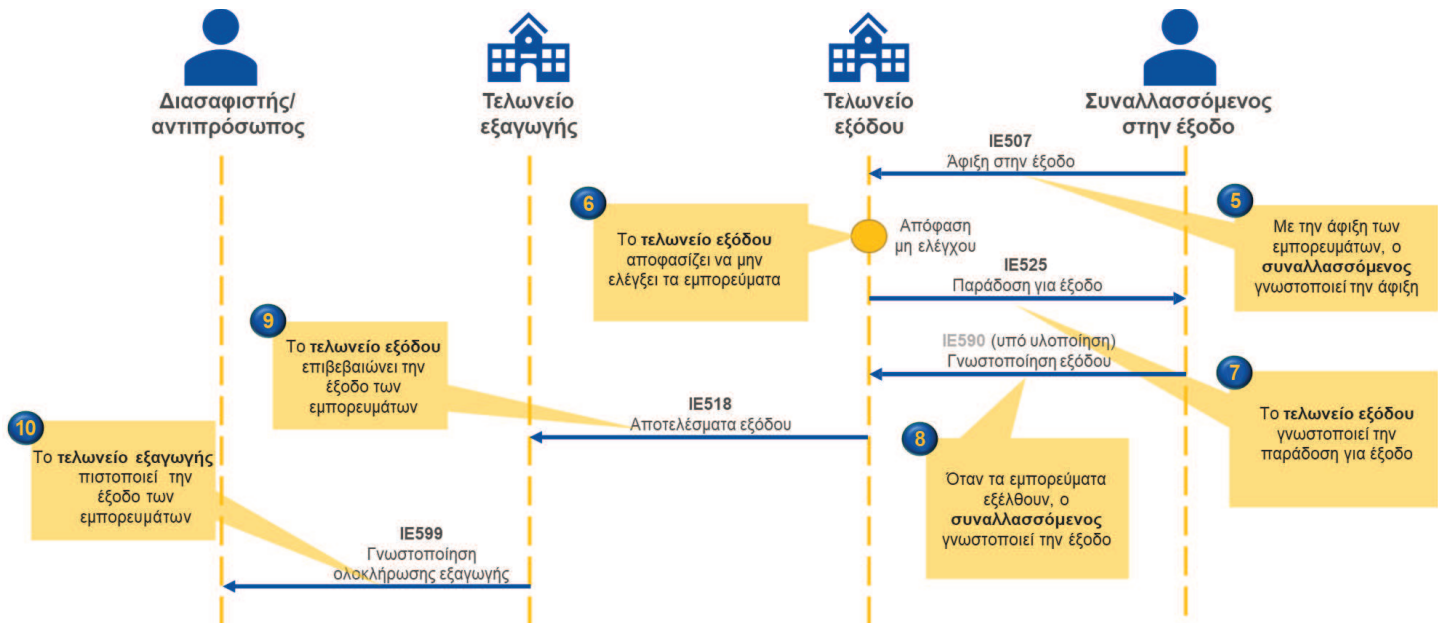 Διασαφιστής/
αντιπρόσωπος
Τελωνείο
εξαγωγής
Τελωνείο
εξόδου
Συναλλασσόμενος
στην έξοδο
IE507
Άφιξη στην έξοδο
5
Με την άφιξη των
εμπορευμάτων, ο
συναλλασσόμενος
γνωστοποιεί την άφιξη
6
Το τελωνείο εξόδου
αποφασίζει να μην
ελέγξει τα εμπορεύματα
Απόφαση
μη ελέγχου
IE525
Παράδοση για έξοδο
7
Το τελωνείο εξόδου
γνωστοποιεί την
παράδοση για έξοδο
IE590 (υπό υλοποίηση)
Γνωστοποίηση εξόδου
8
Όταν τα εμπορεύματα
εξέλθουν, ο
συναλλασσόμενος
γνωστοποιεί την έξοδο
9
Το τελωνείο εξόδου
επιβεβαιώνει την
έξοδο των
εμπορευμάτων
IE518
Αποτελέσματα εξόδου
10
Το τελωνείο εξαγωγής
πιστοποιεί την
έξοδο των
εμπορευμάτων
IE599
Γνωστοποίηση
ολοκλήρωσης εξαγωγής